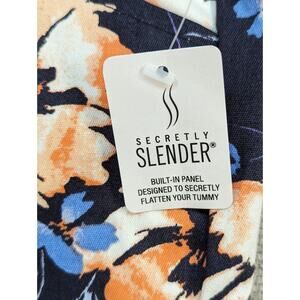 SECRETLY
SLENDER®
BUILT-IN PANEL
DESIGNED TO SECRETLY
FLATTEN YOUR TUMMY